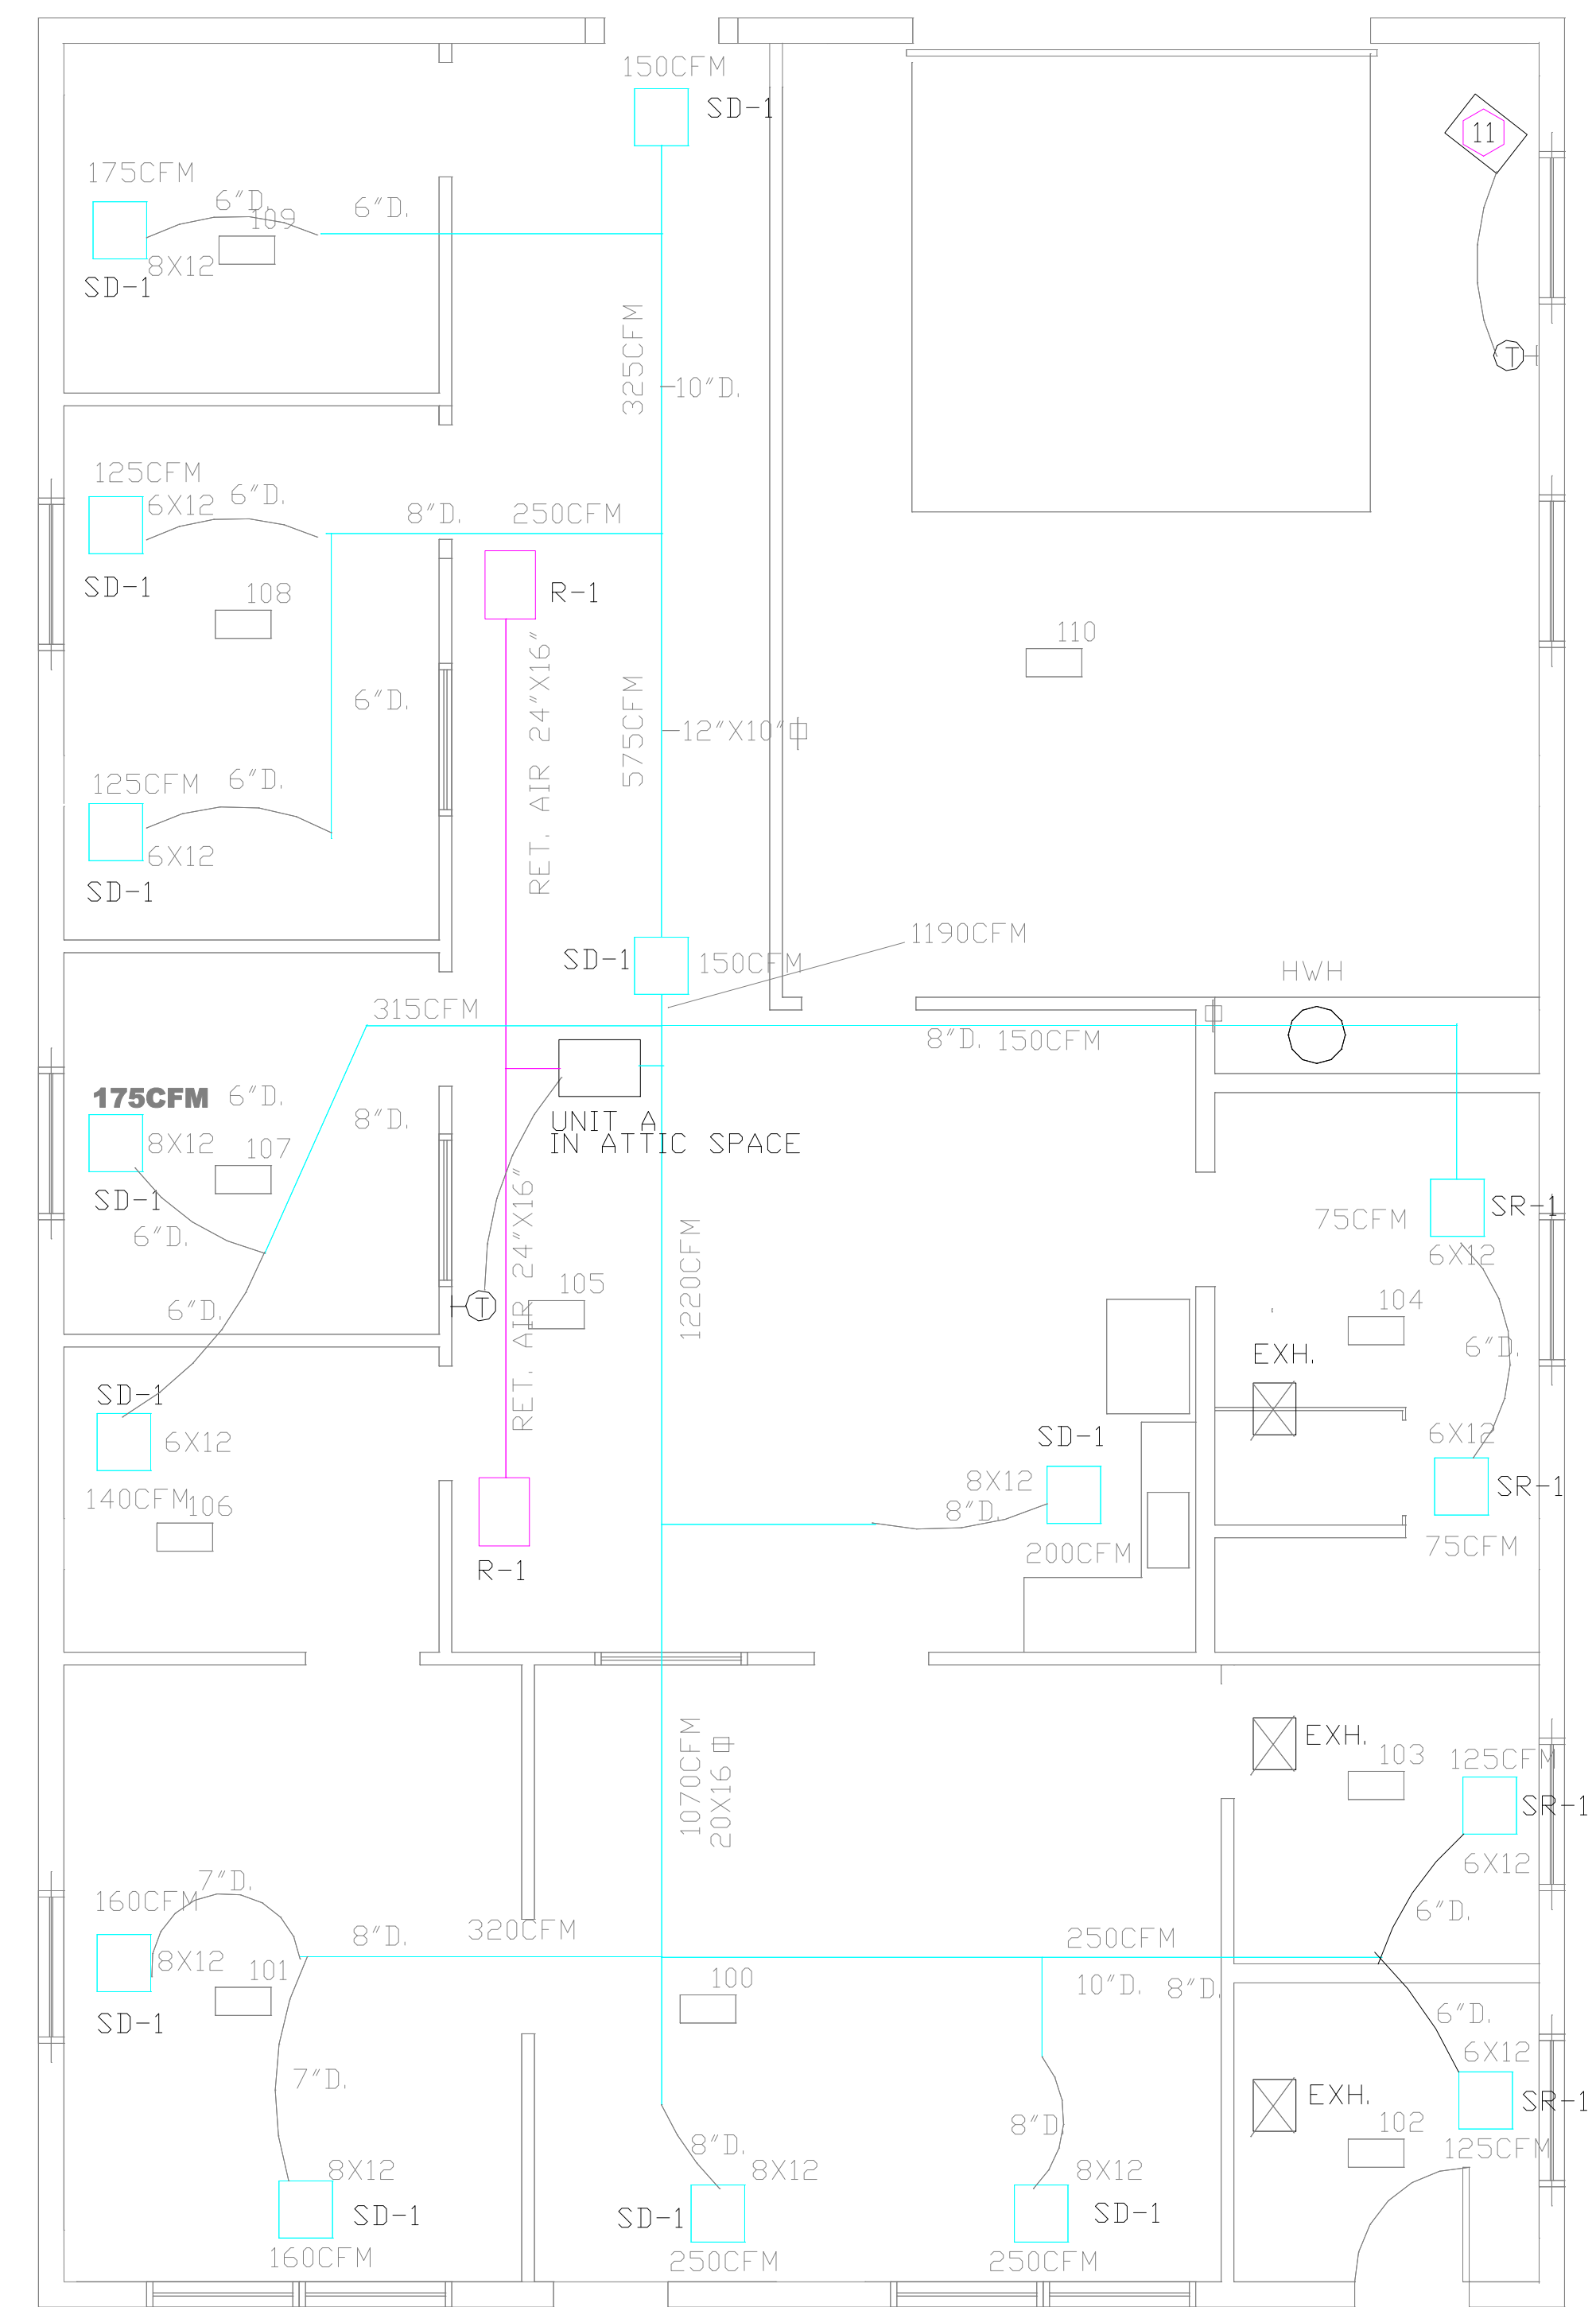 150CFM
SD-1
11
175CFM
6"D.
109
6"D.
8X12
SD-1
325CFM
10"D.
T
125CFM
6X12
6"D.
8"D.
250CFM
SD-1
108
R-1
110
6"D.
RET. AIR 24"X16"
575CFM
12"X10"
125CFM
6"D.
6X12
SD-1
SD-1
150CFM
1190CFM
HWH
315CFM
8"D.
150CFM
175CFM
6"D.
8"D.
8X12
107
UNIT A
IN ATTIC SPACE
SD-1
6"D.
75CFM
SR-1
6X12
RET. AIR 24"X16"
1220CFM
105
6"D.
T
104
EXH.
6"D.
SD-1
6X12
SD-1
6X12
140CFM
106
8X12
8"D.
SR-1
200CFM
75CFM
R-1
1070CFM
20X16
EXH.
103
125CFM
SR-1
6X12
7"D.
160CFM
8"D.
320CFM
250CFM
6"D.
8X12
101
100
10"D.
8"D.
SD-1
6"D.
6X12
7"D.
8"D.
8"D.
EXH.
SR-1
102
125CFM
8X12
8X12
8X12
SD-1
SD-1
SD-1
160CFM
250CFM
250CFM